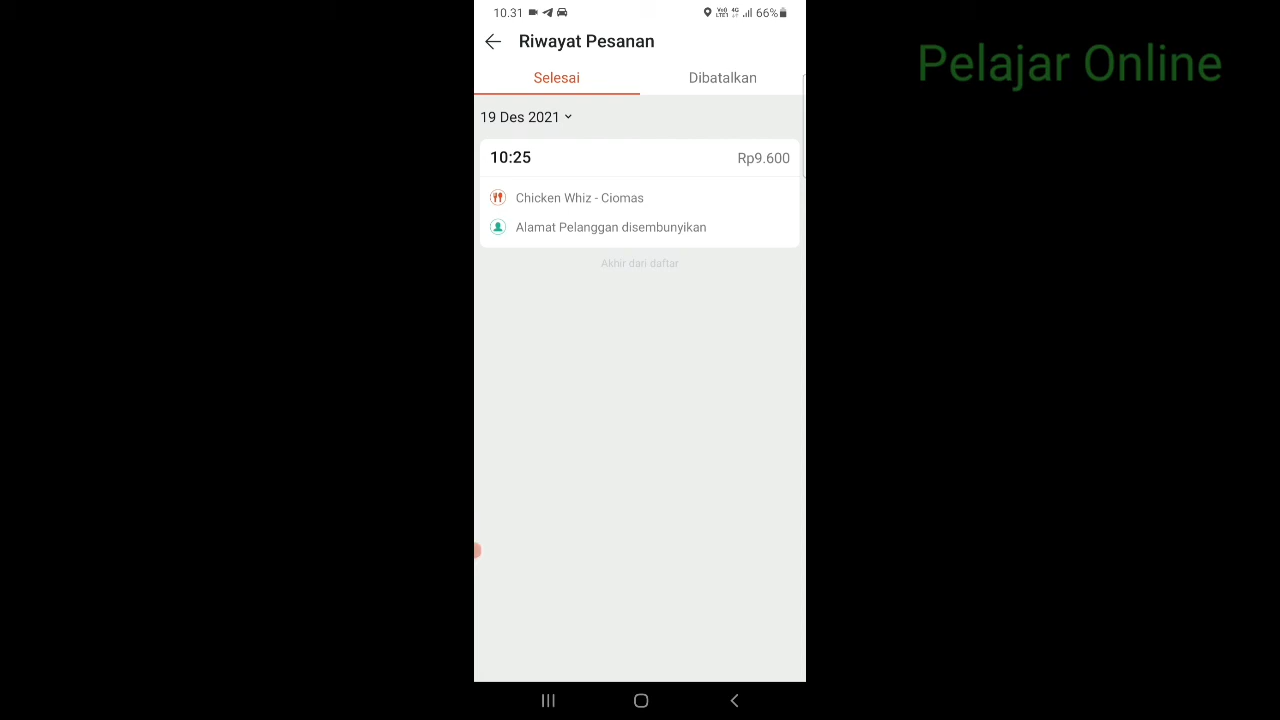 10.31
66%
Riwayat Pesanan
Pelajar Online
Selesai
Dibatalkan
19 Des 2021
10:25
Rp9.600
Chicken Whiz - Ciomas
Alamat Pelanggan disembunyikan
Akhir dari daftar